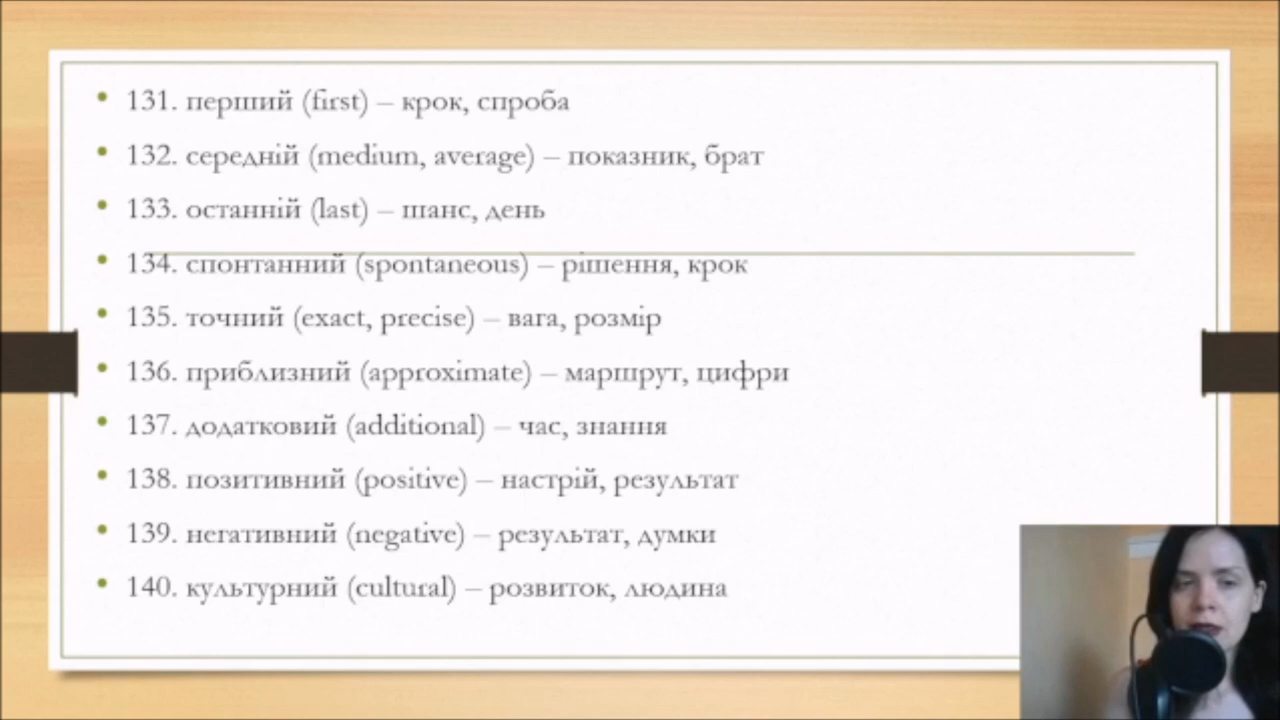 131. перший (first) – крок, спроба
132. середній (medium, average) – показник, брат
133. останній (last) – шанс, день
134. спонтанний (spontaneous) – рішення, крок
135. точний (exact, precise) – вага, розмір
136. приблизний (approximate) – маршрут, цифри
137. додатковий (additional) – час, знання
138. позитивний (positive) – настрій, результат
139. негативний (negative) – результат, думки
140. культурний (cultural) – розвиток, людина